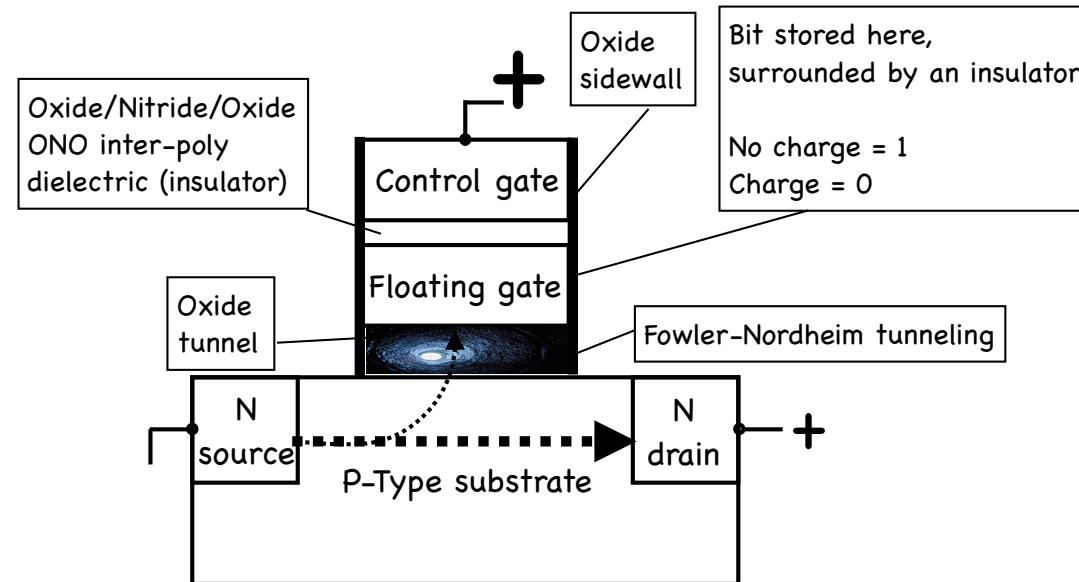 Oxide/Nitride/Oxide
ONO inter-poly
dielectric (insulator)
+
Oxide
sidewall
Bit stored here,
surrounded by an insulator
No charge = 1
Charge = 0
Control gate
Floating gate
Oxide
tunnel
Fowler-Nordheim tunneling
N
source
N
drain
+
P-Type substrate